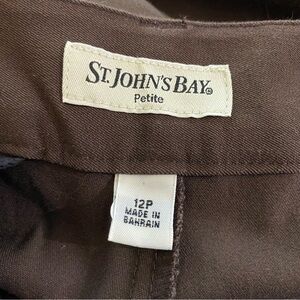 ST. JOHN'S BAY®
Petite
12P
MADE IN
BAHRAIN